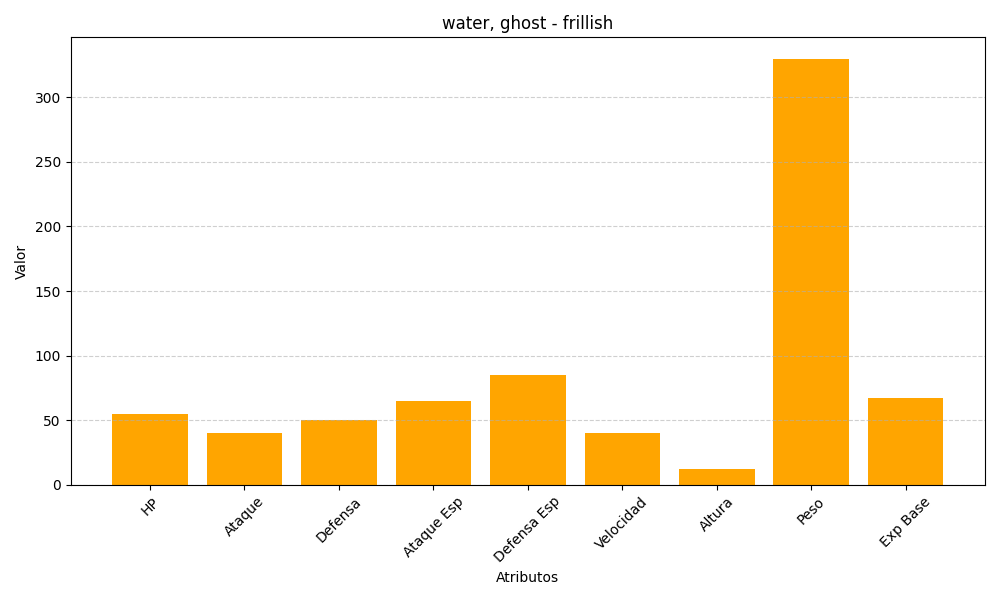 water, ghost - frillish
Valor
300
250
200
150
100
50
0
HP
Ataque
Defensa
Ataque Esp
Defensa Esp
Velocidad
Altura
Peso
Exp Base
Atributos